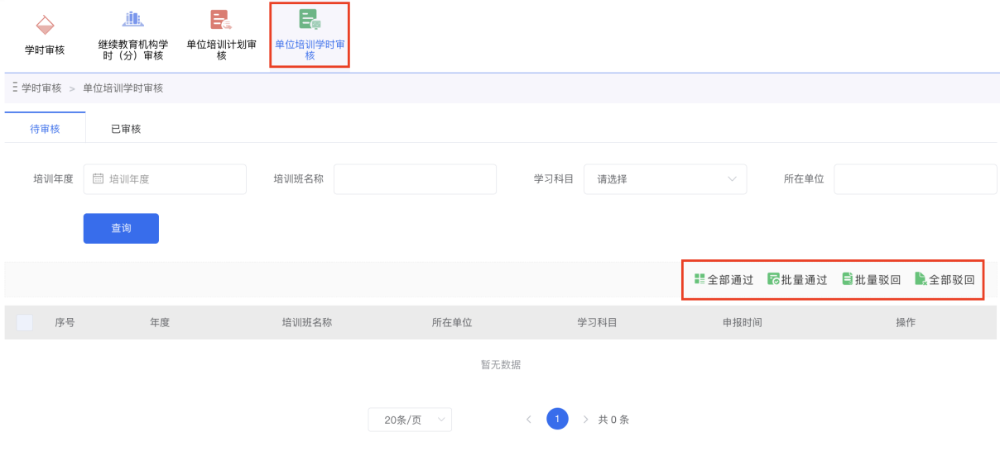 学时审核
继续教育机构学
时（分）审核
单位培训计划审
核
单位培训学时审
核
学时审核 > 单位培训学时审核
待审核 已审核
培训年度 培训年度 培训班名称 学习科目 请选择 所在单位
查询
全部通过 批量通过 批量驳回 全部驳回
序号 年度 培训班名称 所在单位 学习科目 申报时间 操作
暂无数据
20条/页 < 1 > 共 0 条